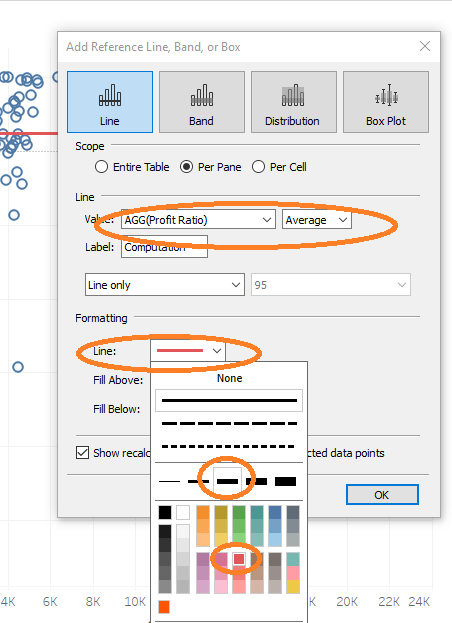 Add Reference Line, Band, or Box
Line Band Distribution Box Plot
Scope
Entire Table Per Pane Per Cell
Line
Value: AGG(Profit Ratio) Average
Label: Computation
Line only 95
Formatting
Line:
Fill Above: None
Fill Below:
Show recalc cted data points
OK
4K 6K 8K 10K 18K 20K 22K 24K